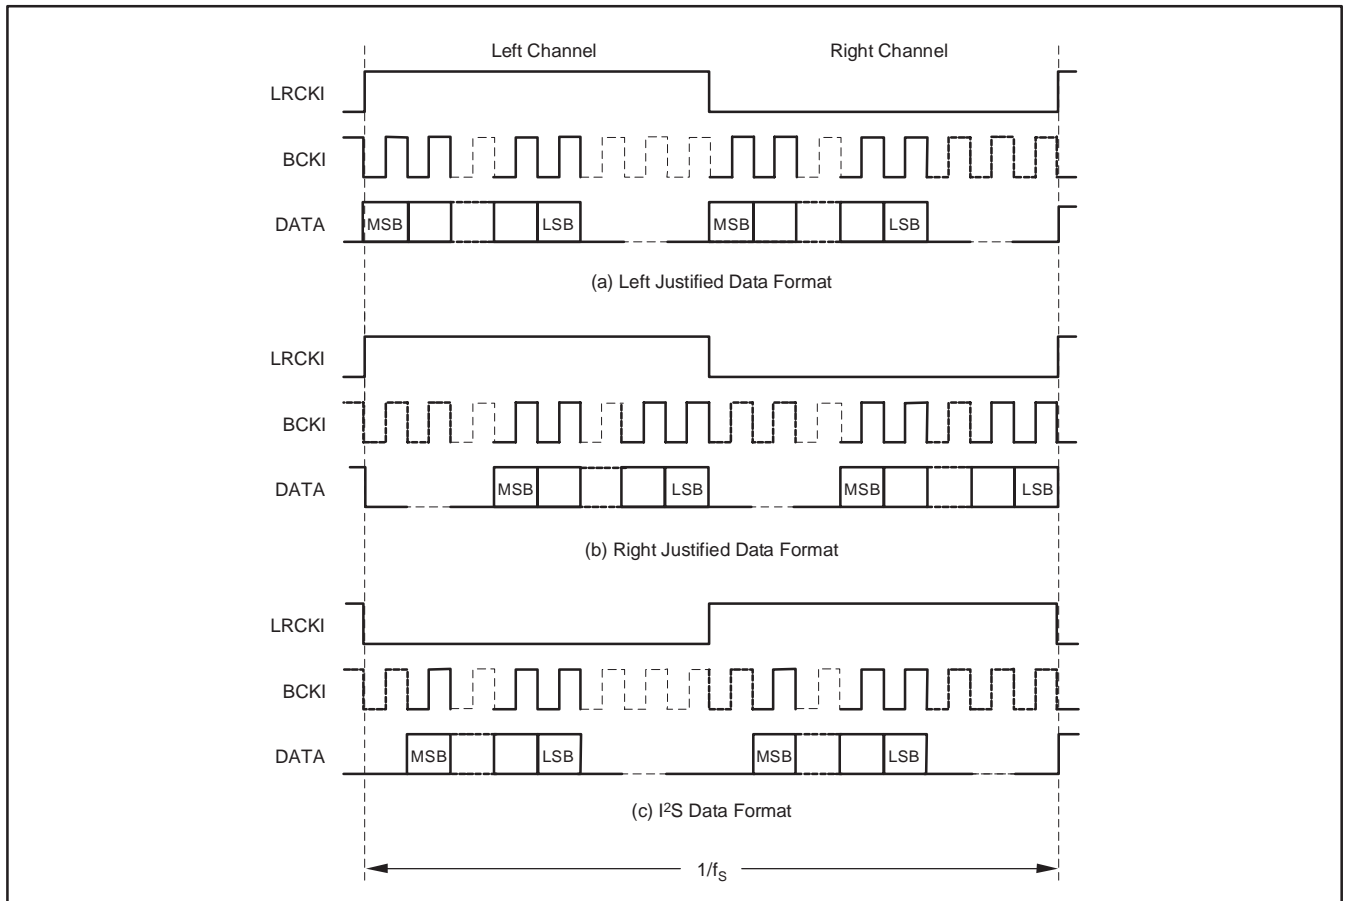 Left Channel Right Channel
LRCKI
BCKI
DATA MSB LSB MSB LSB
(a) Left Justified Data Format
LRCKI
BCKI
DATA MSB LSB MSB LSB
(b) Right Justified Data Format
LRCKI
BCKI
DATA MSB LSB MSB LSB
(c) I²S Data Format
1/fS